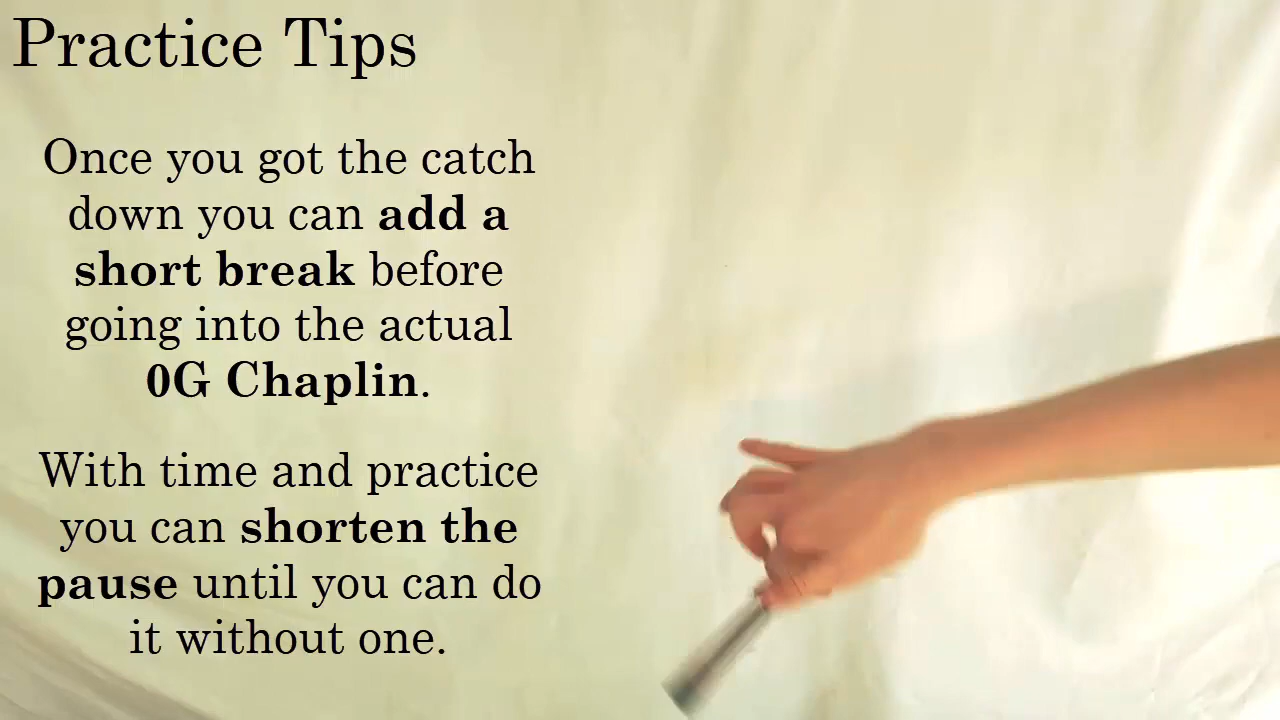 Practice Tips
Once you got the catch
down you can add a
short break before
going into the actual
0G Chaplin.
With time and practice
you can shorten the
pause until you can do
it without one.